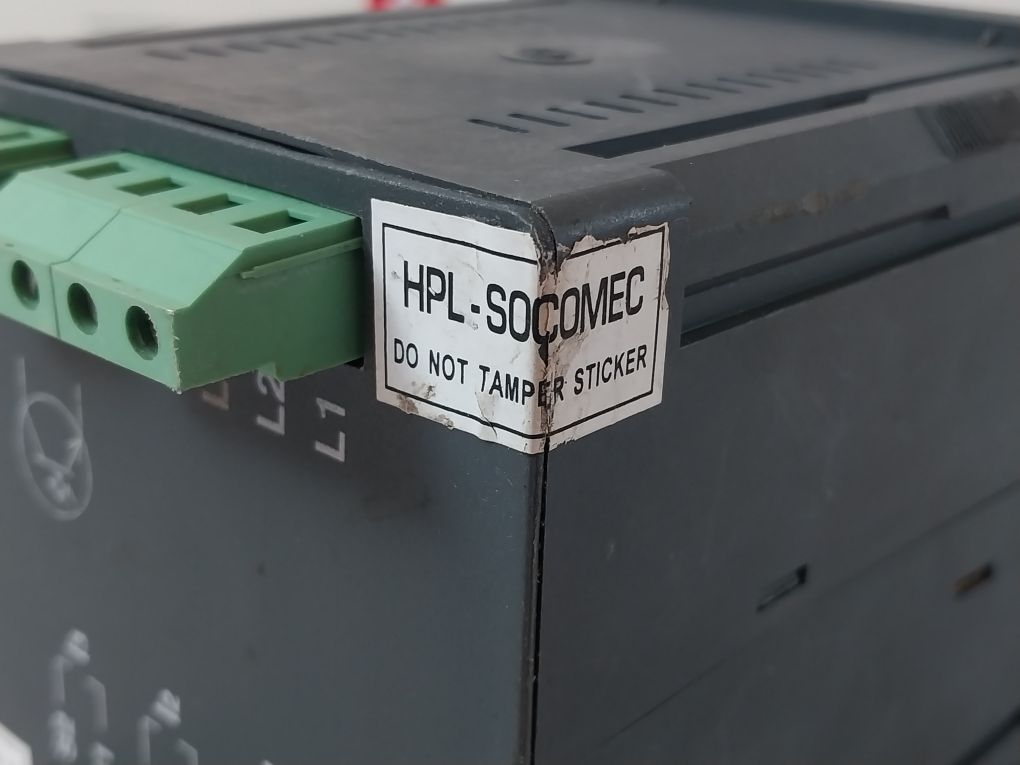 HPL-SOCOMEC
DO NOT TAMPER STICKER
L2
L1